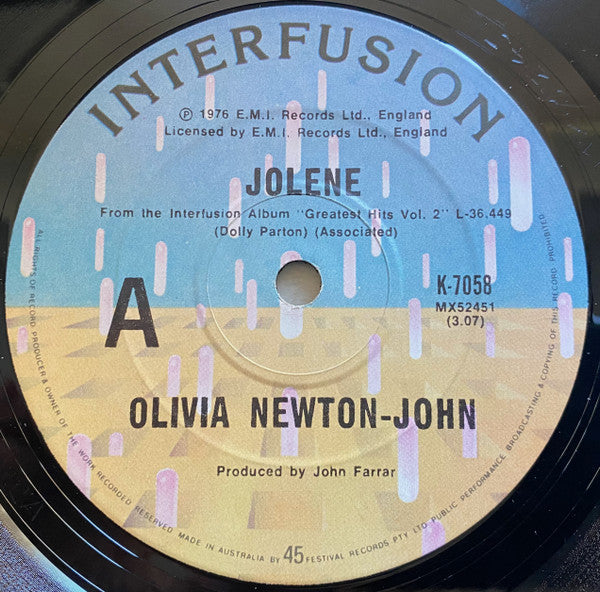 INTERFUSION
℗ 1976 E.M.I. Records Ltd., England
Licensed by E.M.I. Records Ltd., England
JOLENE
From the Interfusion Album "Greatest Hits Vol. 2" L-36,449
(Dolly Parton) (Associated)
A
K-7058
MX52451
(3.07)
OLIVIA NEWTON-JOHN
Produced by John Farrar
ALL RIGHTS OF RECORD PRODUCER & OWNER OF THE WORK RECORDED RESERVED MADE IN AUSTRALIA BY 45 FESTIVAL RECORDS PTY LTD PUBLIC PERFORMANCE BROADCASTING & COPYING OF THIS RECORD PROHIBITED